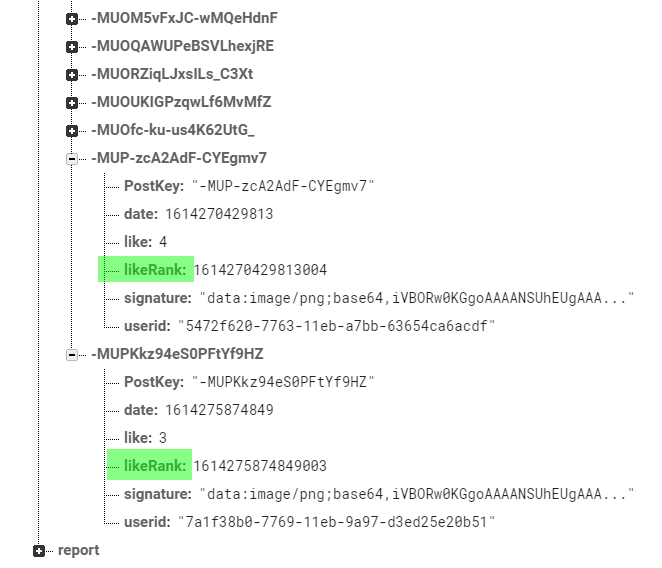 -MUOM5vFxJC-wMQeHdnF
-MUOQAWUPeBSVLhexjRE
-MUORZiqLJxsILs_C3Xt
-MUOUKIGPzqwLf6MvMfZ
-MUOfc-ku-us4K62UtG_
-MUP-zcA2AdF-CYEgmv7
PostKey: "-MUP-zcA2AdF-CYEgmv7"
date: 1614270429813
like: 4
likeRank: 1614270429813004
signature: "data:image/png;base64,iVBORw0KGgoAAAANSUhEUgAAA..."
userid: "5472f620-7763-11eb-a7bb-63654ca6acdf"
-MUPKkz94eS0PFtYf9HZ
PostKey: "-MUPKkz94eS0PFtYf9HZ"
date: 1614275874849
like: 3
likeRank: 1614275874849003
signature: "data:image/png;base64,iVBORw0KGgoAAAANSUhEUgAAA..."
userid: "7a1f38b0-7769-11eb-9a97-d3ed25e20b51"
report